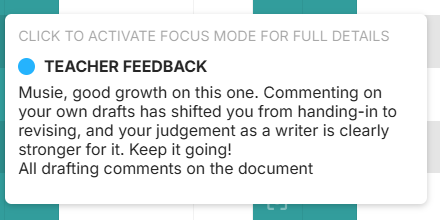 CLICK TO ACTIVATE FOCUS MODE FOR FULL DETAILS
TEACHER FEEDBACK
Musie, good growth on this one. Commenting on
your own drafts has shifted you from handing-in to
revising, and your judgement as a writer is clearly
stronger for it. Keep it going!
All drafting comments on the document